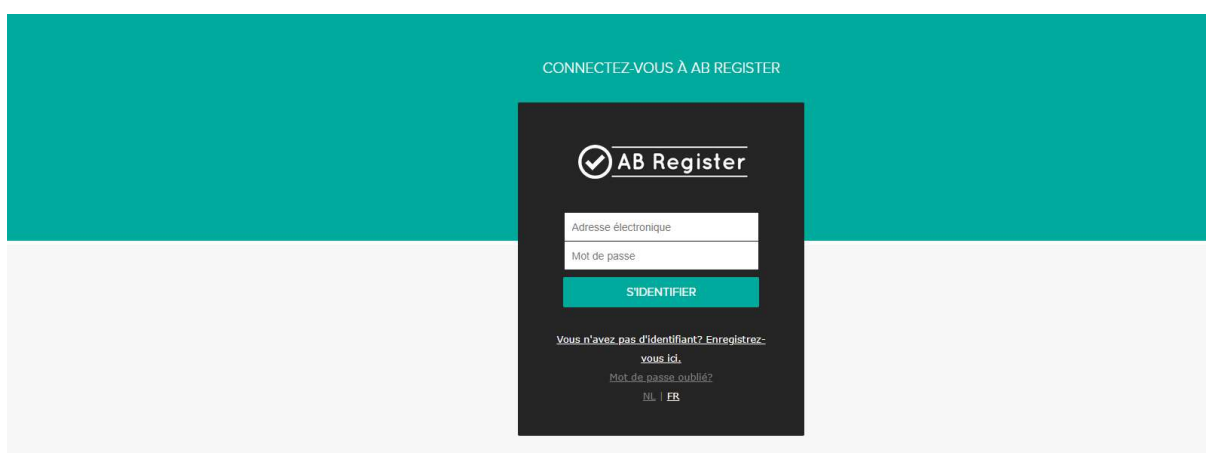 CONNECTEZ-VOUS À AB REGISTER
AB Register
Adresse électronique
Mot de passe
S'IDENTIFIER
Vous n'avez pas d'identifiant? Enregistrez-
vous ici.
Mot de passe oublié?
NL | FR